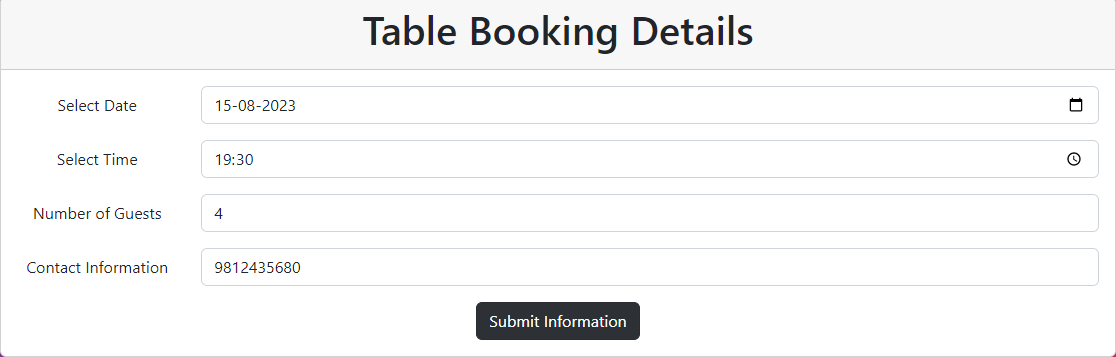 Table Booking Details
Select Date 15-08-2023
Select Time 19:30
Number of Guests 4
Contact Information 9812435680
Submit Information